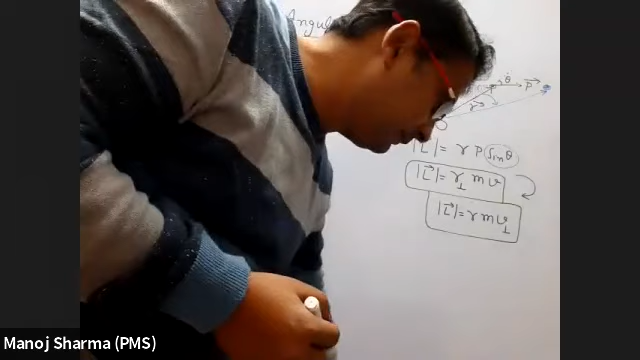 Angul
r θ p
|L| = r p Sinθ
|L| = r⊥ m v
|L| = r m v⊥
Manoj Sharma (PMS)